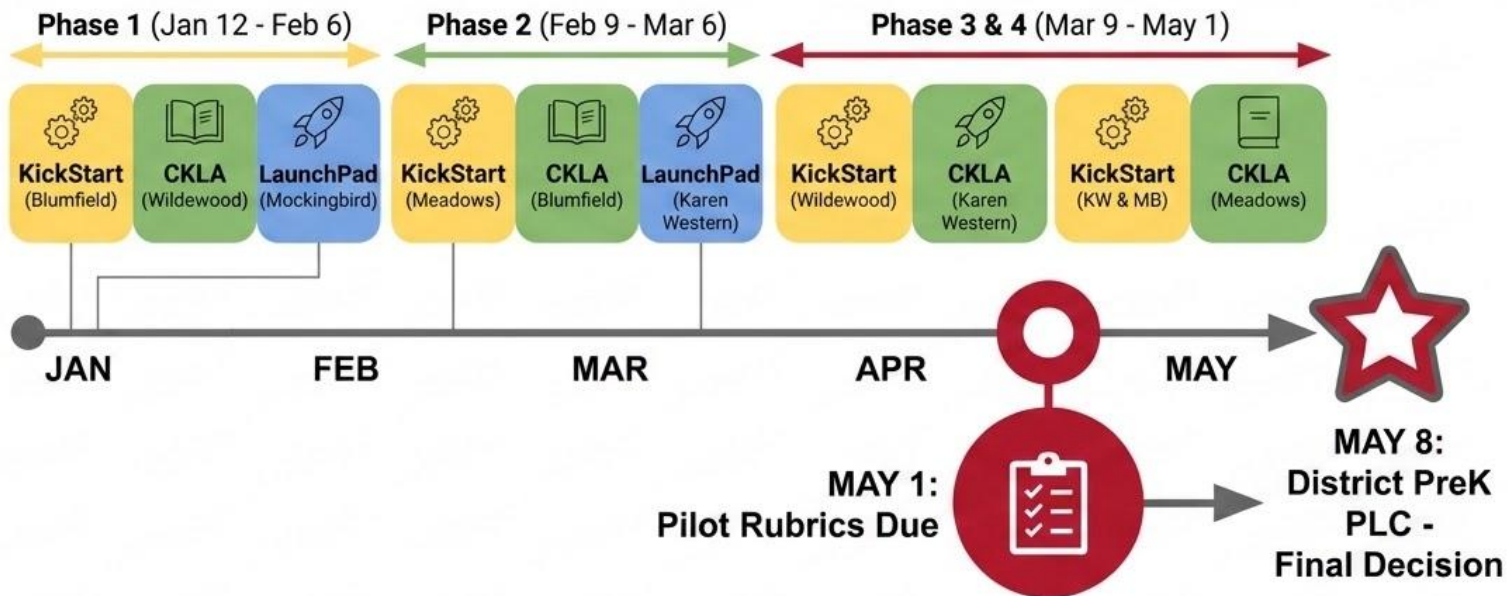 Phase 1 (Jan 12 - Feb 6)
Phase 2 (Feb 9 - Mar 6)
Phase 3 & 4 (Mar 9 - May 1)
KickStart
(Blumfield)
CKLA
(Wildewood)
LaunchPad
(Mockingbird)
KickStart
(Meadows)
CKLA
(Blumfield)
LaunchPad
(Karen
Western)
KickStart
(Wildewood)
CKLA
(Karen
Western)
KickStart
(KW & MB)
CKLA
(Meadows)
JAN
FEB
MAR
APR
MAY
MAY 1:
Pilot Rubrics Due
MAY 8:
District PreK
PLC -
Final Decision